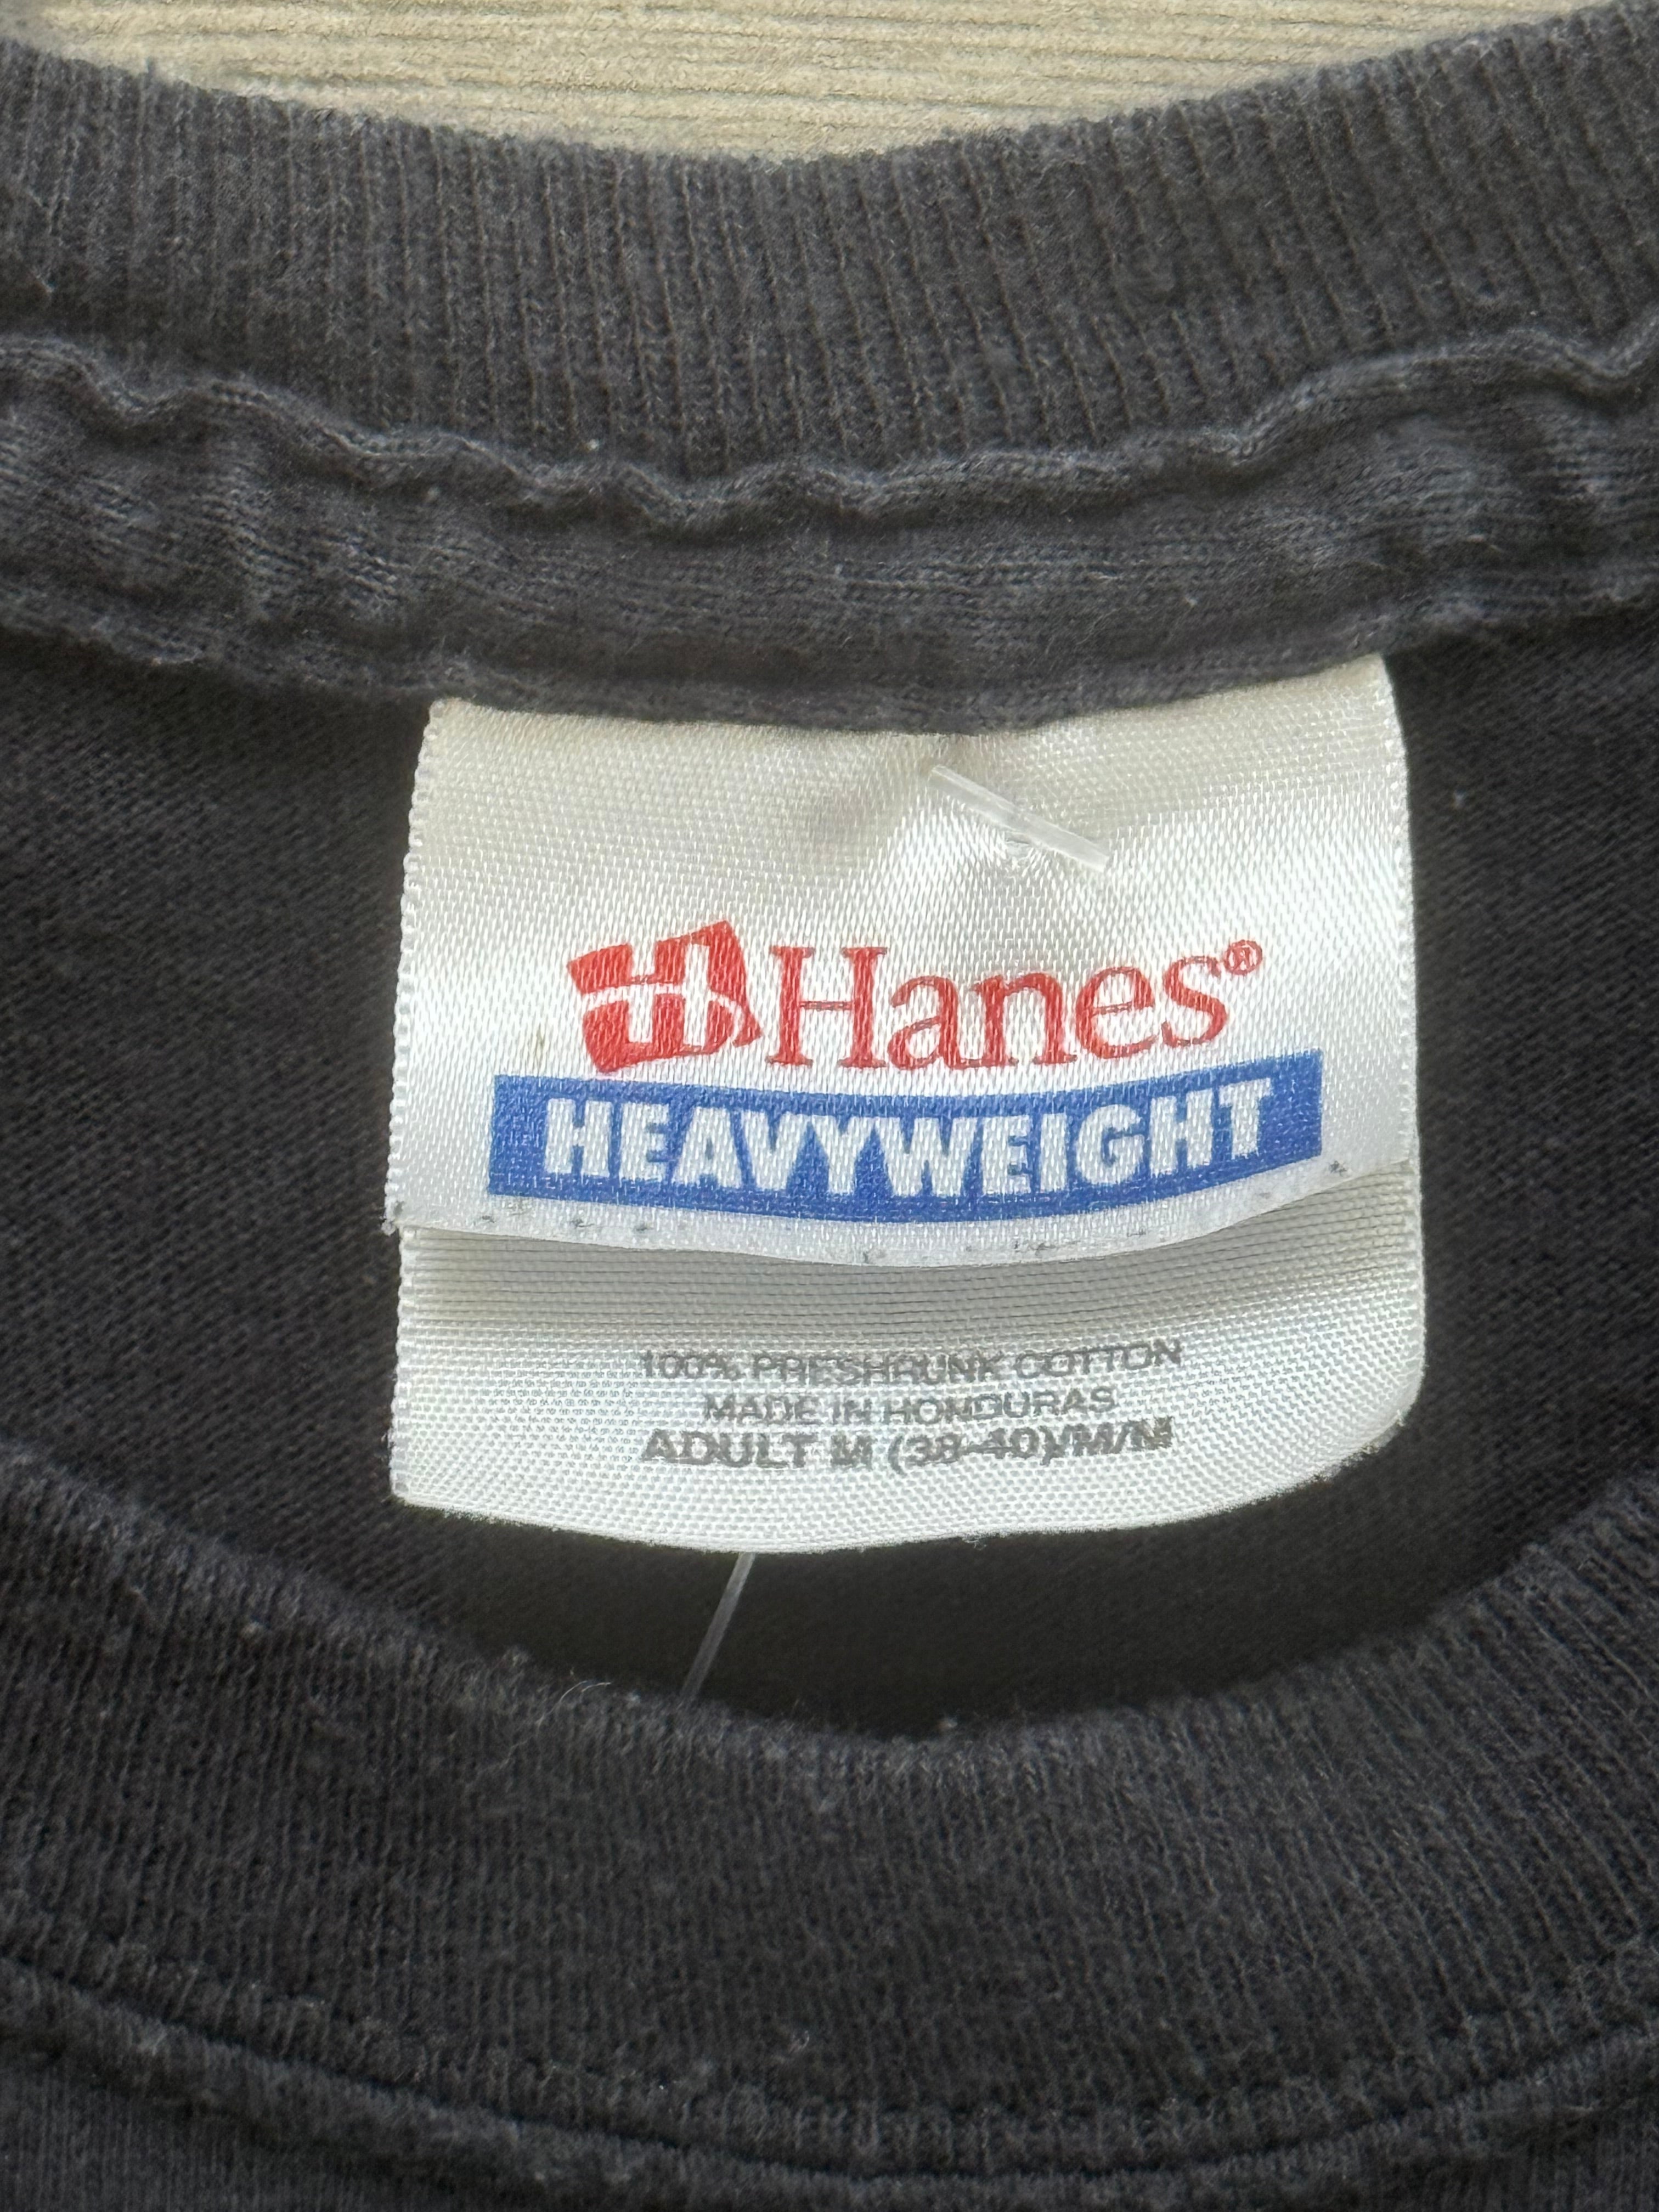 H Hanes®
HEAVYWEIGHT
100% PRESHRUNK COTTON
MADE IN HONDURAS
ADULT M (38-40)/M/M